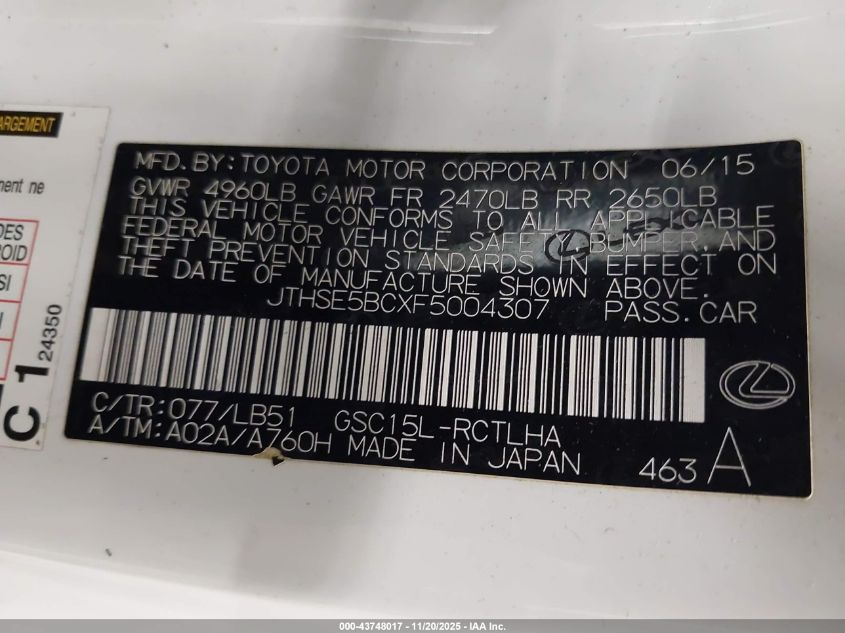 ARGEMENT
ment ne
DES
ROID
SI
I
C 1 24350
MFD. BY: TOYOTA MOTOR CORPORATION 06/15
GVWR 4960LB GAWR FR 2470LB RR 2650LB
THIS VEHICLE CONFORMS TO ALL APPLICABLE
FEDERAL MOTOR VEHICLE SAFETY, BUMPER, AND
THEFT PREVENTION STANDARDS IN EFFECT ON
THE DATE OF MANUFACTURE SHOWN ABOVE.
JTHSE5BCXF5004307 PASS. CAR
C/TR: 077/LB51 GSC15L-RCTLHA
A/TM: A02A/A760H MADE IN JAPAN 463 A
000-43748017 - 11/20/2025 - IAA Inc.